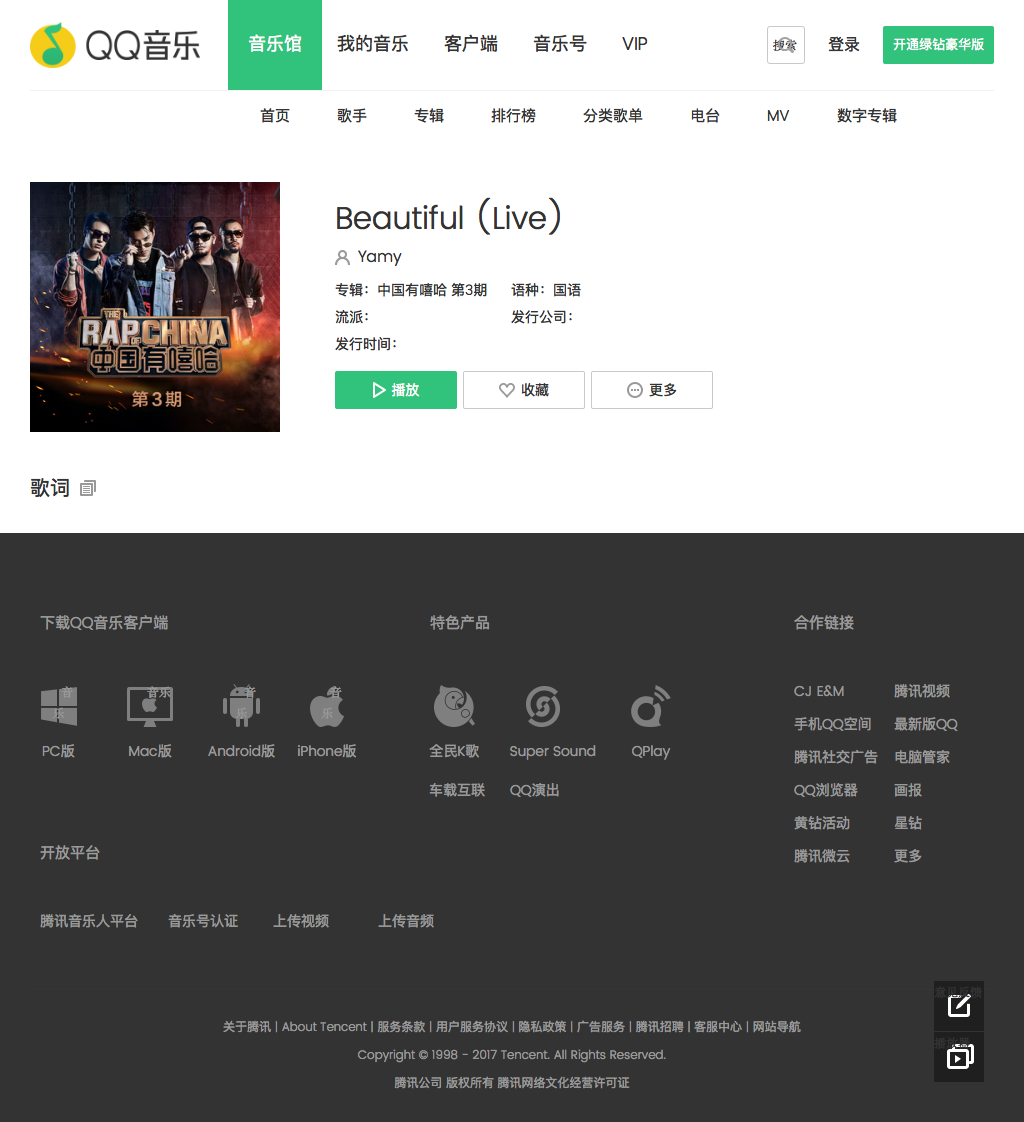 QQ音乐
音乐馆 我的音乐 客户端 音乐号 VIP
搜索 登录 开通绿钻豪华版
首页 歌手 专辑 排行榜 分类歌单 电台 MV 数字专辑
THE
RAP OF CHINA
中国有嘻哈
第3期
Beautiful (Live)
Yamy
专辑：中国有嘻哈 第3期 语种：国语
流派： 发行公司：
发行时间：
播放 收藏 更多
歌词
下载QQ音乐客户端 特色产品 合作链接
音乐 音乐 音乐 音乐
PC版 Mac版 Android版 iPhone版
全民K歌 Super Sound QPlay
车载互联 QQ演出
CJ E&M 腾讯视频
手机QQ空间 最新版QQ
腾讯社交广告 电脑管家
QQ浏览器 画报
黄钻活动 星钻
腾讯微云 更多
开放平台
腾讯音乐人平台 音乐号认证 上传视频 上传音频
意见反馈
关于腾讯 | About Tencent | 服务条款 | 用户服务协议 | 隐私政策 | 广告服务 | 腾讯招聘 | 客服中心 | 网站导航
Copyright © 1998 - 2017 Tencent. All Rights Reserved.
腾讯公司 版权所有 腾讯网络文化经营许可证